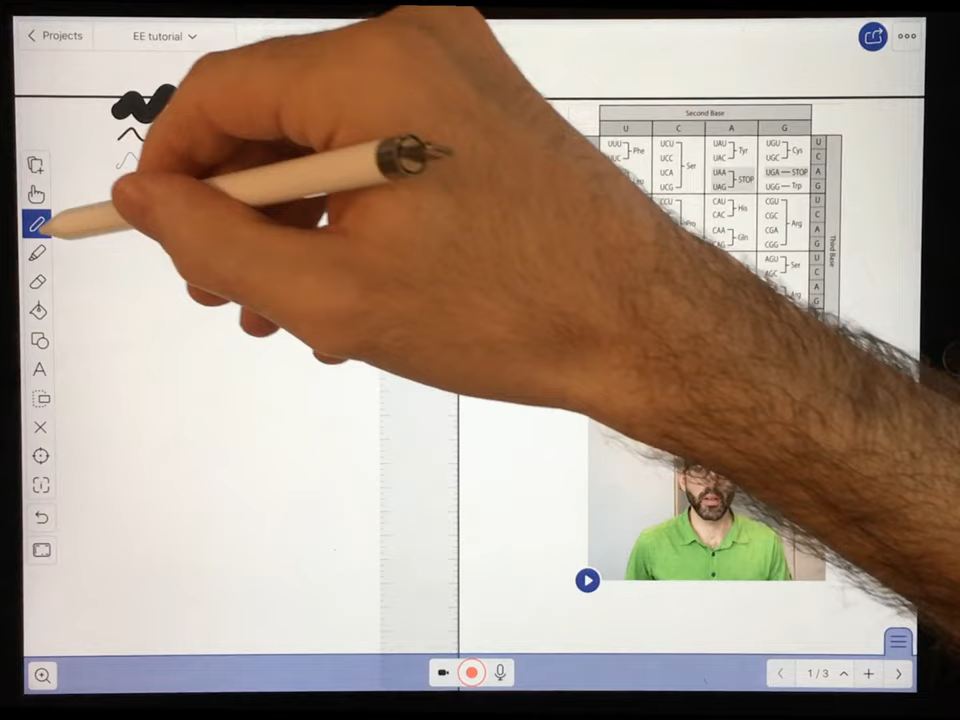 Projects
EE tutorial
Second Base
U C A G
UUU Phe UCU Ser UAU Tyr UGU Cys U
UCC UAC UGC C
UCA UAA STOP UGA STOP A
UCG UAG UGG Trp G
CCU CAU His CGU Arg U
CAC CGC C
CAA Gln CGA A
CAG CGG G
AGU Ser U
AGC C
Arg A
G
Third Base
A
1/3